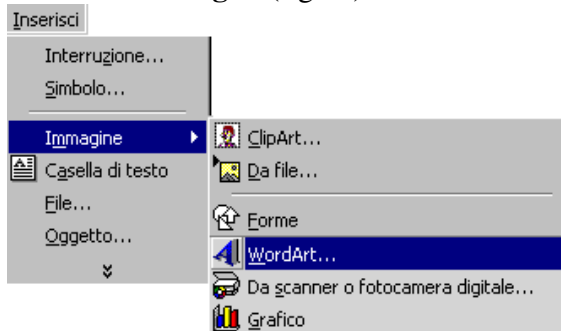 Inserisci
Interruzione...
Simbolo...
Immagine
Casella di testo
File...
Oggetto...
ClipArt...
Da file...
Forme
WordArt...
Da scanner o fotocamera digitale...
Grafico